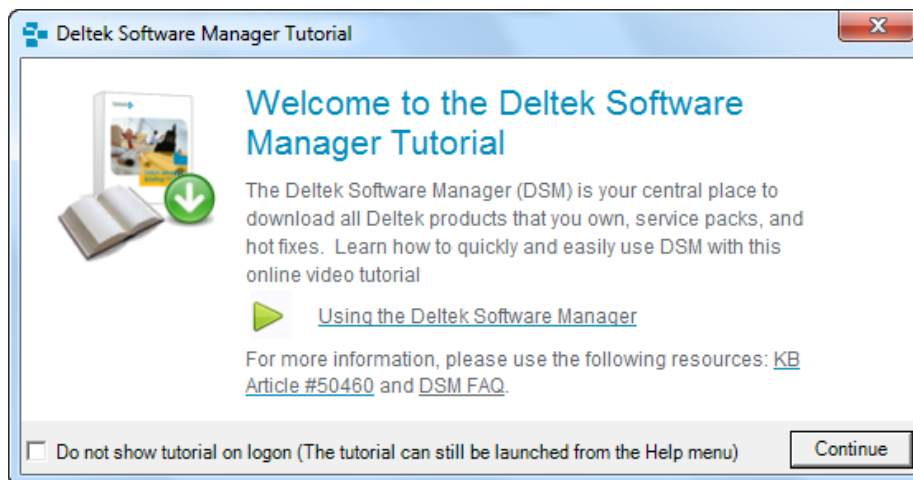 Deltek Software Manager Tutorial
Welcome to the Deltek Software
Manager Tutorial
The Deltek Software Manager (DSM) is your central place to
download all Deltek products that you own, service packs, and
hot fixes.  Learn how to quickly and easily use DSM with this
online video tutorial
Using the Deltek Software Manager
For more information, please use the following resources: KB
Article #50460 and DSM FAQ.
Do not show tutorial on logon (The tutorial can still be launched from the Help menu)
Continue